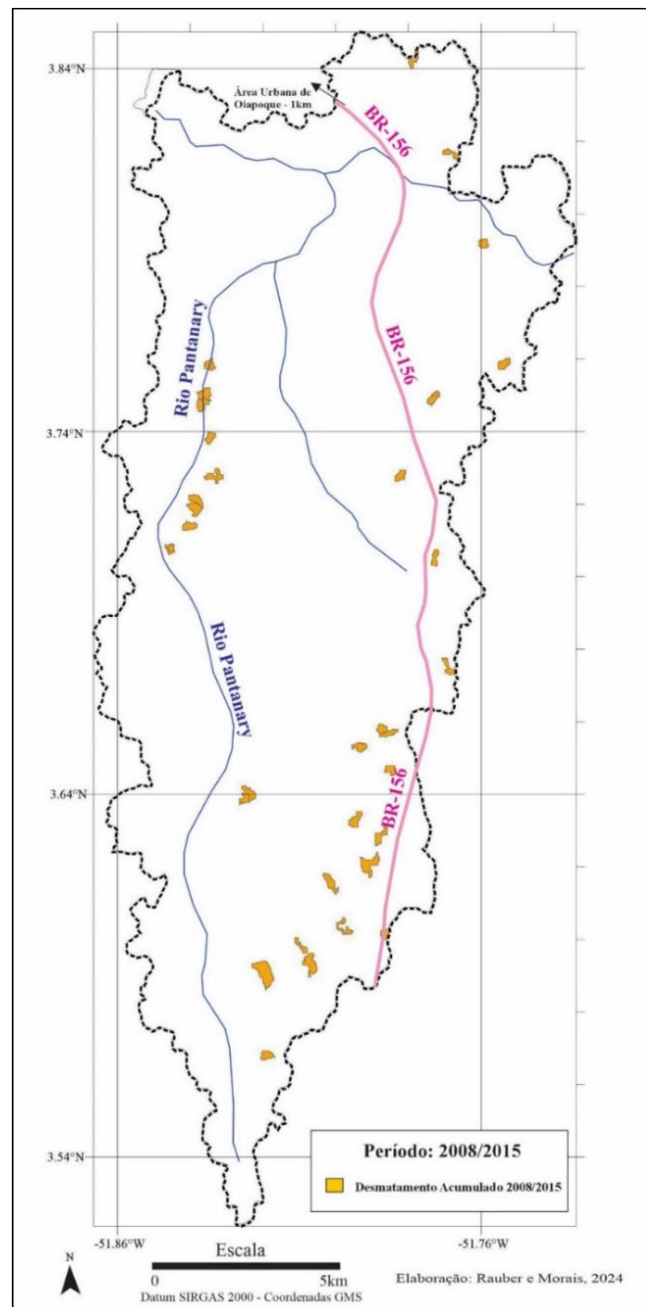 3.84°N
Área Urbana de
Oiapoque - 1km
BR-156
BR-156
Rio Pantanary
3.74°N
Rio Pantanary
BR-156
3.64°N
3.54°N
Período: 2008/2015
Desmatamento Acumulado 2008/2015
-51.86°W
-51.76°W
Escala
N
0
5km
Elaboração: Rauber e Morais, 2024
Datum SIRGAS 2000 - Coordenadas GMS